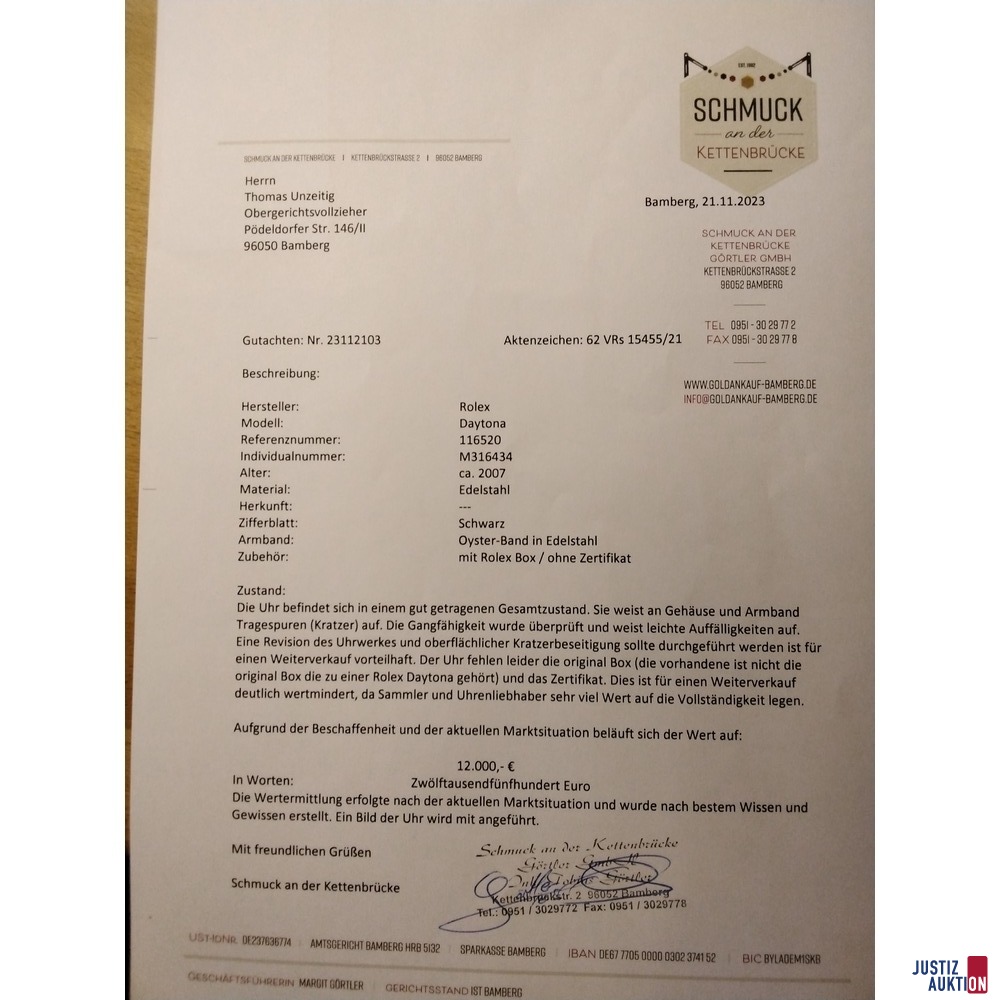 EST. 1982
SCHMUCK
an der
KETTENBRÜCKE
SCHMUCK AN DER KETTENBRÜCKE I KETTENBRÜCKSTRASSE 2 I 96052 BAMBERG
Herrn
Thomas Unzeitig
Obergerichtsvollzieher
Pödeldorfer Str. 146/II
96050 Bamberg
Bamberg, 21.11.2023
SCHMUCK AN DER
KETTENBRÜCKE
GÖRTLER GMBH
KETTENBRÜCKSTRASSE 2
96052 BAMBERG
TEL 0951 - 30 29 77 2
FAX 0951 - 30 29 77 8
WWW.GOLDANKAUF-BAMBERG.DE
INFO@GOLDANKAUF-BAMBERG.DE
Gutachten: Nr. 23112103 Aktenzeichen: 62 VRs 15455/21
Beschreibung:
Hersteller: Rolex
Modell: Daytona
Referenznummer: 116520
Individualnummer: M316434
Alter: ca. 2007
Material: Edelstahl
Herkunft: ---
Zifferblatt: Schwarz
Armband: Oyster-Band in Edelstahl
Zubehör: mit Rolex Box / ohne Zertifikat
Zustand:
Die Uhr befindet sich in einem gut getragenen Gesamtzustand. Sie weist an Gehäuse und Armband
Tragespuren (Kratzer) auf. Die Gangfähigkeit wurde überprüft und weist leichte Auffälligkeiten auf.
Eine Revision des Uhrwerkes und oberflächlicher Kratzerbeseitigung sollte durchgeführt werden ist für
einen Weiterverkauf vorteilhaft. Der Uhr fehlen leider die original Box (die vorhandene ist nicht die
original Box die zu einer Rolex Daytona gehört) und das Zertifikat. Dies ist für einen Weiterverkauf
deutlich wertmindert, da Sammler und Uhrenliebhaber sehr viel Wert auf die Vollständigkeit legen.
Aufgrund der Beschaffenheit und der aktuellen Marktsituation beläuft sich der Wert auf:
12.000,- €
In Worten: Zwölftausendfünfhundert Euro
Die Wertermittlung erfolgte nach der aktuellen Marktsituation und wurde nach bestem Wissen und
Gewissen erstellt. Ein Bild der Uhr wird mit angeführt.
Mit freundlichen Grüßen
Schmuck an der Kettenbrücke
Schmuck an der Kettenbrücke
Görtler GmbH
Tobias Görtler
Kettenbrückstr. 2 96052 Bamberg
Tel.: 0951 / 3029772 Fax: 0951 / 3029778
UST-IDNR. DE237636774 AMTSGERICHT BAMBERG HRB 5132 SPARKASSE BAMBERG IBAN DE67 7705 0000 0302 3741 52 BIC BYLADEM1SKB
GESCHÄFTSFÜHRERIN MARGIT GÖRTLER GERICHTSSTAND IST BAMBERG
JUSTIZ
AUKTION